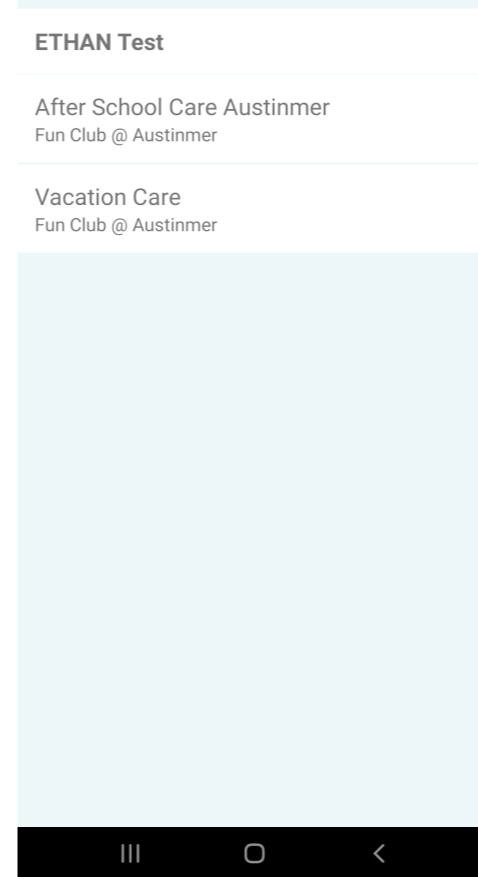 ETHAN Test
After School Care Austinmer
Fun Club @ Austinmer
Vacation Care
Fun Club @ Austinmer